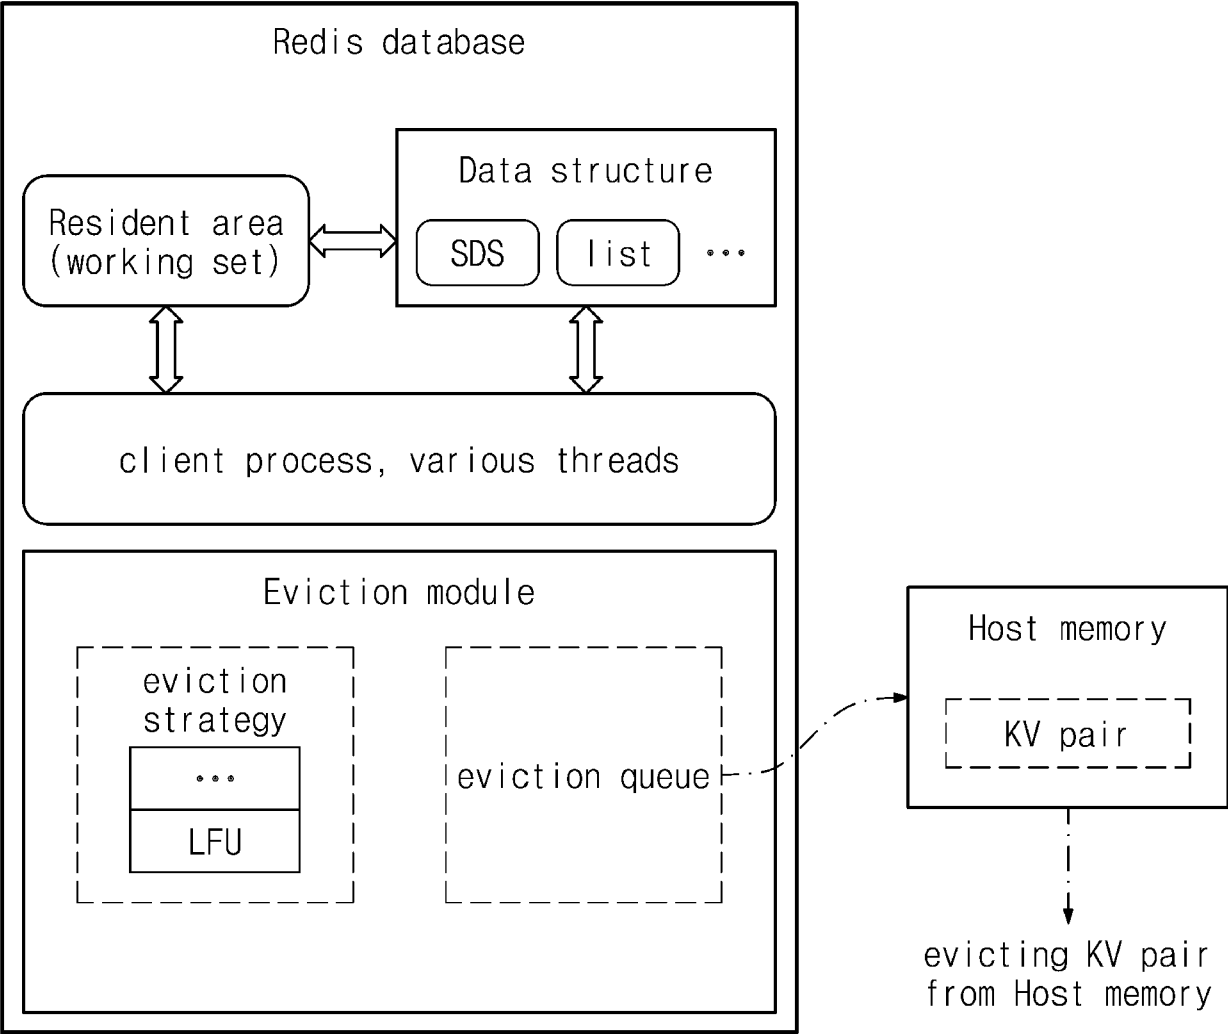 Redis database
Data structure
Resident area
(working set)
SDS
list
...
client process, various threads
Eviction module
eviction
strategy
...
LFU
eviction queue
Host memory
KV pair
evicting KV pair
from Host memory